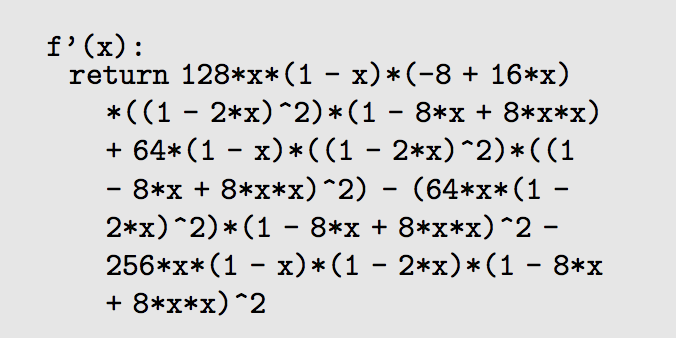 f’(x):
return 128*x*(1 - x)*(-8 + 16*x)
*((1 - 2*x)^2)*(1 - 8*x + 8*x*x)
+ 64*(1 - x)*((1 - 2*x)^2)*((1
- 8*x + 8*x*x)^2) - (64*x*(1 -
2*x)^2)*(1 - 8*x + 8*x*x)^2 -
256*x*(1 - x)*(1 - 2*x)*(1 - 8*x
+ 8*x*x)^2